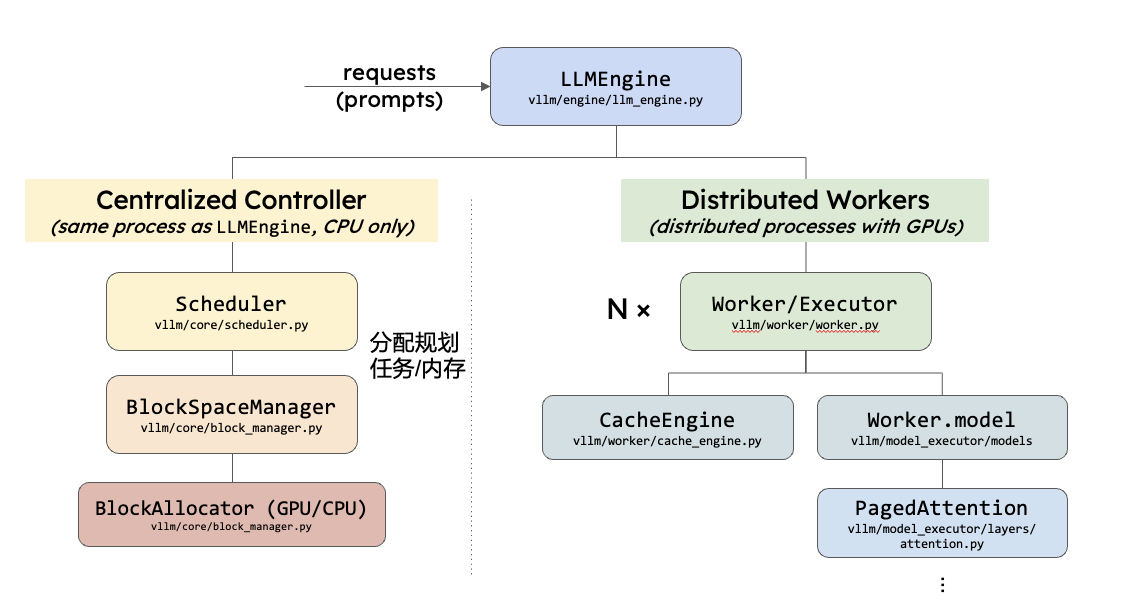 requests
(prompts)
LLMEngine
vllm/engine/llm_engine.py
Centralized Controller
(same process as LLMEngine, CPU only)
Scheduler
vllm/core/scheduler.py
分配规划
任务/内存
BlockSpaceManager
vllm/core/block_manager.py
BlockAllocator (GPU/CPU)
vllm/core/block_manager.py
Distributed Workers
(distributed processes with GPUs)
N ×
Worker/Executor
vllm/worker/worker.py
CacheEngine
vllm/worker/cache_engine.py
Worker.model
vllm/model_executor/models
PagedAttention
vllm/model_executor/layers/
attention.py
⋮